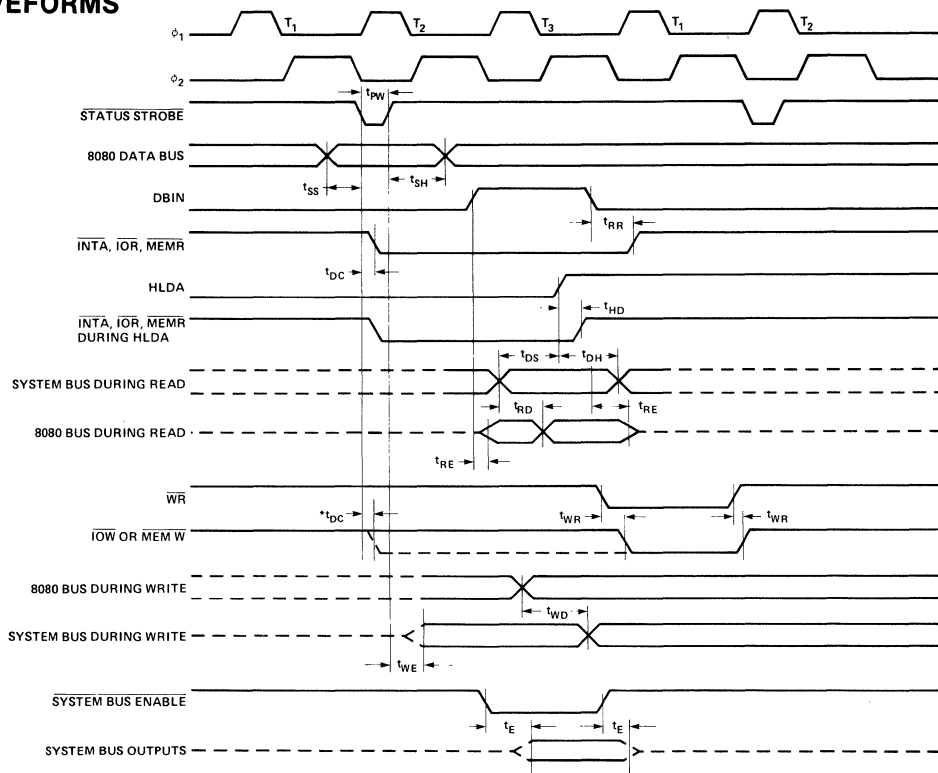 VEFORMS
ϕ1 T1 T2 T3 T1 T2
ϕ2
tPW
STATUS STROBE
8080 DATA BUS
tSS tSH
DBIN
tRR
INTA, IOR, MEMR
tDC
HLDA
tHD
INTA, IOR, MEMR
DURING HLDA
tDS tDH
SYSTEM BUS DURING READ
tRD tRE
8080 BUS DURING READ
tRE
WR
*tDC tWR tWR
IOW OR MEM W
8080 BUS DURING WRITE
tWD
SYSTEM BUS DURING WRITE
tWE
SYSTEM BUS ENABLE
tE tE
SYSTEM BUS OUTPUTS